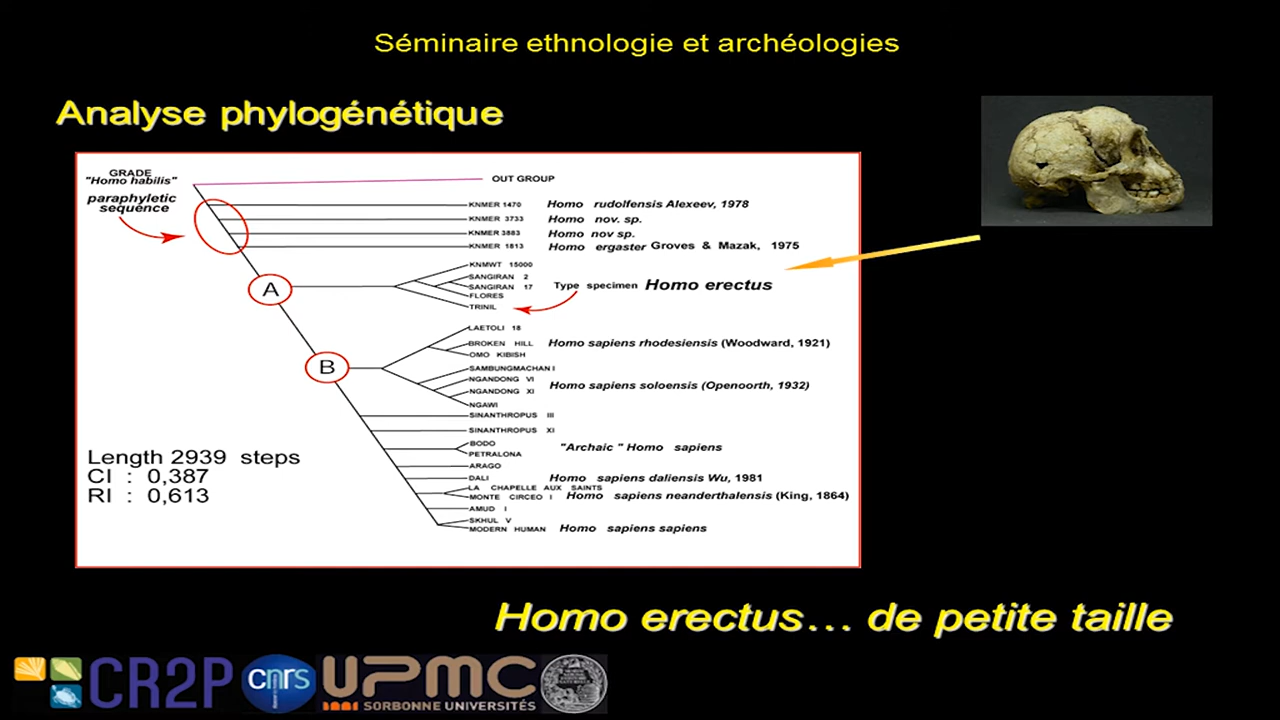 Séminaire ethnologie et archéologies
Analyse phylogénétique
GRADE
"Homo habilis"
paraphyletic
sequence
OUT GROUP
KNMER 1470 Homo rudolfensis Alexeev, 1978
KNMER 3733 Homo nov. sp.
KNMER 3883 Homo nov sp.
KNMER 1813 Homo ergaster Groves & Mazak, 1975
KNMWT 15000
A
SANGIRAN 2
SANGIRAN 17 Type specimen Homo erectus
FLORES
TRINIL
LAETOLI 18
BROKEN HILL Homo sapiens rhodesiensis (Woodward, 1921)
OMO KIBISH
B
SAMBUNGMACHAN I
NGANDONG VI
NGANDONG XI Homo sapiens soloensis (Openoorth, 1932)
NGAWI
SINANTHROPUS III
SINANTHROPUS XI
BODO
PETRALONA "Archaic " Homo sapiens
ARAGO
DALI Homo sapiens daliensis Wu, 1981
LA CHAPELLE AUX SAINTS
MONTE CIRCEO I Homo sapiens neanderthalensis (King, 1864)
AMUD I
SKHUL V
MODERN HUMAN Homo sapiens sapiens
Length 2939 steps
CI : 0,387
RI : 0,613
Homo erectus... de petite taille
CR2P
cnrs
UPMC
SORBONNE UNIVERSITÉS